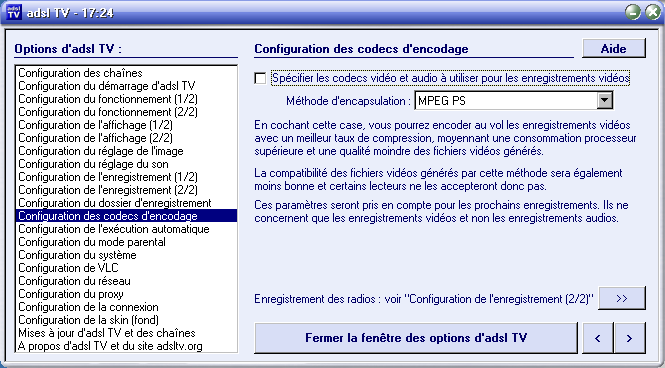 adsl TV
adsl TV - 17:24
Options d'adsl TV :
Configuration des chaînes
Configuration du démarrage d'adsl TV
Configuration du fonctionnement (1/2)
Configuration du fonctionnement (2/2)
Configuration de l'affichage (1/2)
Configuration de l'affichage (2/2)
Configuration du réglage de l'image
Configuration du réglage du son
Configuration de l'enregistrement (1/2)
Configuration de l'enregistrement (2/2)
Configuration du dossier d'enregistrement
Configuration des codecs d'encodage
Configuration de l'exécution automatique
Configuration du mode parental
Configuration du système
Configuration de VLC
Configuration du réseau
Configuration du proxy
Configuration de la connexion
Configuration de la skin (fond)
Mises à jour d'adsl TV et des chaînes
A propos d'adsl TV et du site adsltv.org
Configuration des codecs d'encodage
Aide
Spécifier les codecs vidéo et audio à utiliser pour les enregistrements vidéos
Méthode d'encapsulation : MPEG PS
En cochant cette case, vous pourrez encoder au vol les enregistrements vidéos
avec un meilleur taux de compression, moyennant une consommation processeur
supérieure et une qualité moindre des fichiers vidéos générés.
La compatibilité des fichiers vidéos générés par cette méthode sera également
moins bonne et certains lecteurs ne les accepteront donc pas.
Ces paramètres seront pris en compte pour les prochains enregistrements. Ils ne
concernent que les enregistrements vidéos et non les enregistrements audios.
Enregistrement des radios : voir "Configuration de l'enregistrement (2/2)" >>
Fermer la fenêtre des options d'adsl TV < >